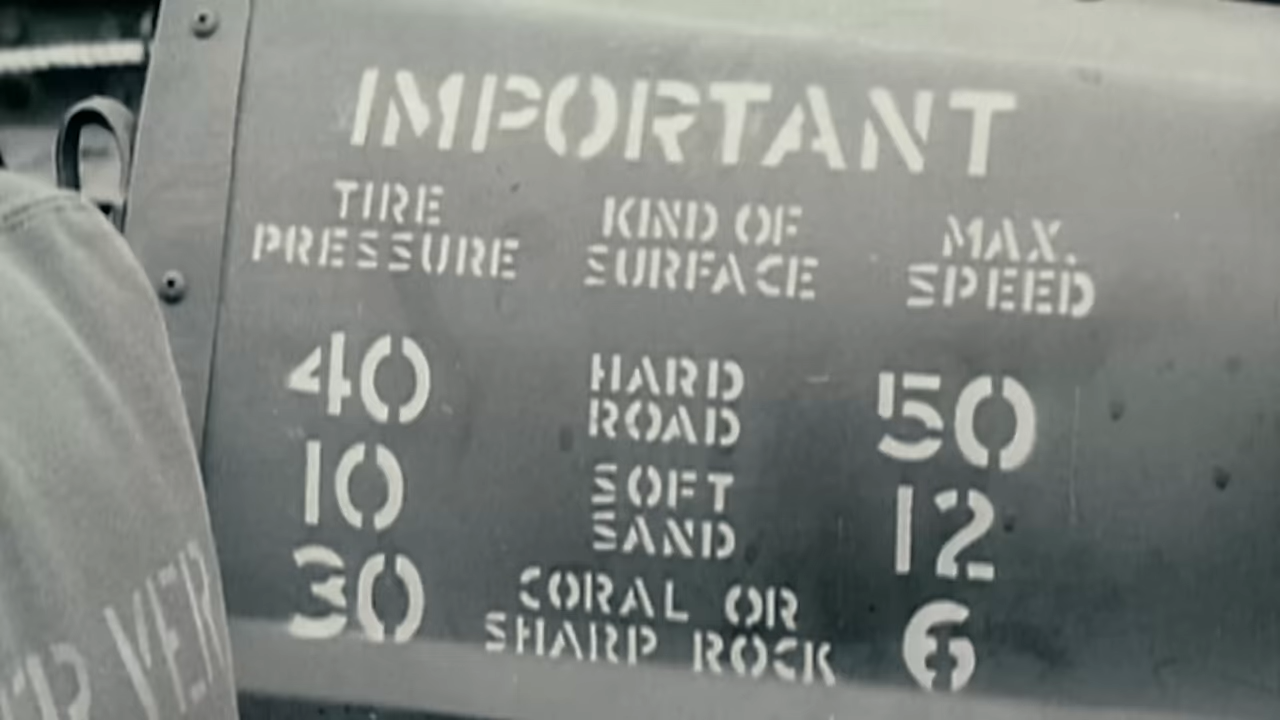 IMPORTANT
TIRE PRESSURE KIND OF SURFACE MAX. SPEED
40 HARD ROAD 50
10 SOFT SAND 12
30 CORAL OR SHARP ROCK 6